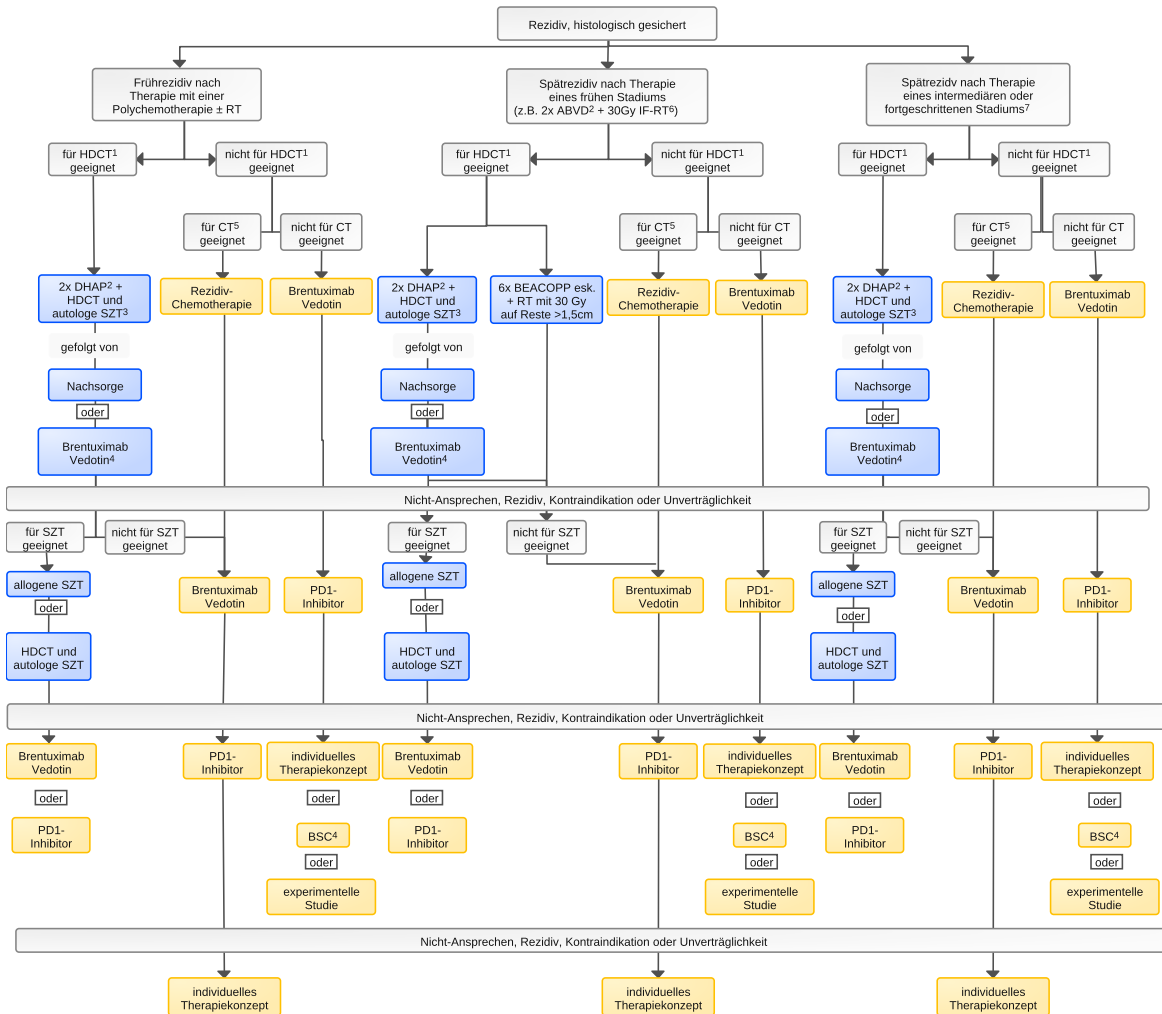 Rezidiv, histologisch gesichert
Frührezidiv nach
Therapie mit einer
Polychemotherapie ± RT
Spätrezidiv nach Therapie
eines frühen Stadiums
(z.B. 2x ABVD² + 30Gy IF-RT⁶)
Spätrezidv nach Therapie
eines intermediären oder
fortgeschrittenen Stadiums⁷
für HDCT¹
geeignet
nicht für HDCT¹
geeignet
für HDCT¹
geeignet
nicht für HDCT¹
geeignet
für HDCT¹
geeignet
nicht für HDCT¹
geeignet
für CT⁵
geeignet
nicht für CT
geeignet
für CT⁵
geeignet
nicht für CT
geeignet
für CT⁵
geeignet
nicht für CT
geeignet
2x DHAP² +
HDCT und
autologe SZT³
Rezidiv-
Chemotherapie
Brentuximab
Vedotin
2x DHAP² +
HDCT und
autologe SZT³
6x BEACOPP esk.
+ RT mit 30 Gy
auf Reste >1,5cm
Rezidiv-
Chemotherapie
Brentuximab
Vedotin
2x DHAP² +
HDCT und
autologe SZT³
Rezidiv-
Chemotherapie
Brentuximab
Vedotin
gefolgt von
gefolgt von
gefolgt von
Nachsorge
Nachsorge
Nachsorge
oder
oder
oder
Brentuximab
Vedotin⁴
Brentuximab
Vedotin⁴
Brentuximab
Vedotin⁴
Nicht-Ansprechen, Rezidiv, Kontraindikation oder Unverträglichkeit
für SZT
geeignet
nicht für SZT
geeignet
für SZT
geeignet
nicht für SZT
geeignet
für SZT
geeignet
nicht für SZT
geeignet
allogene SZT
Brentuximab
Vedotin
PD1-
Inhibitor
allogene SZT
Brentuximab
Vedotin
PD1-
Inhibitor
allogene SZT
Brentuximab
Vedotin
PD1-
Inhibitor
oder
oder
oder
HDCT und
autologe SZT
HDCT und
autologe SZT
HDCT und
autologe SZT
Nicht-Ansprechen, Rezidiv, Kontraindikation oder Unverträglichkeit
Brentuximab
Vedotin
PD1-
Inhibitor
individuelles
Therapiekonzept
Brentuximab
Vedotin
PD1-
Inhibitor
individuelles
Therapiekonzept
Brentuximab
Vedotin
PD1-
Inhibitor
individuelles
Therapiekonzept
oder
oder
oder
oder
oder
oder
PD1-
Inhibitor
BSC⁴
PD1-
Inhibitor
BSC⁴
PD1-
Inhibitor
BSC⁴
oder
oder
oder
experimentelle
Studie
experimentelle
Studie
experimentelle
Studie
Nicht-Ansprechen, Rezidiv, Kontraindikation oder Unverträglichkeit
individuelles
Therapiekonzept
individuelles
Therapiekonzept
individuelles
Therapiekonzept